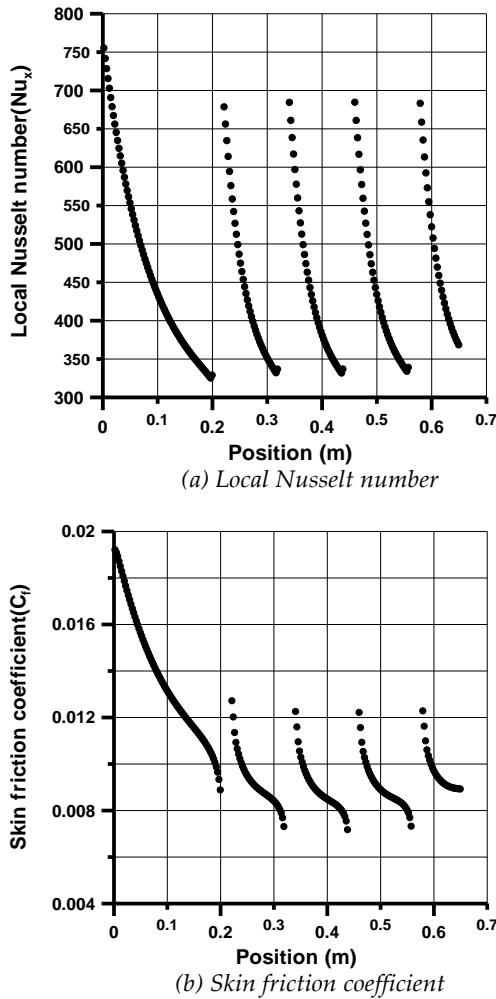 800
750
700
650
600
550
500
450
400
350
300
Local Nusselt number(Nuₓ)
0 0.1 0.2 0.3 0.4 0.5 0.6 0.7
Position (m)
(a) Local Nusselt number
0.02
0.016
0.012
0.008
0.004
Skin friction coefficient(Cf)
0 0.1 0.2 0.3 0.4 0.5 0.6 0.7
Position (m)
(b) Skin friction coefficient